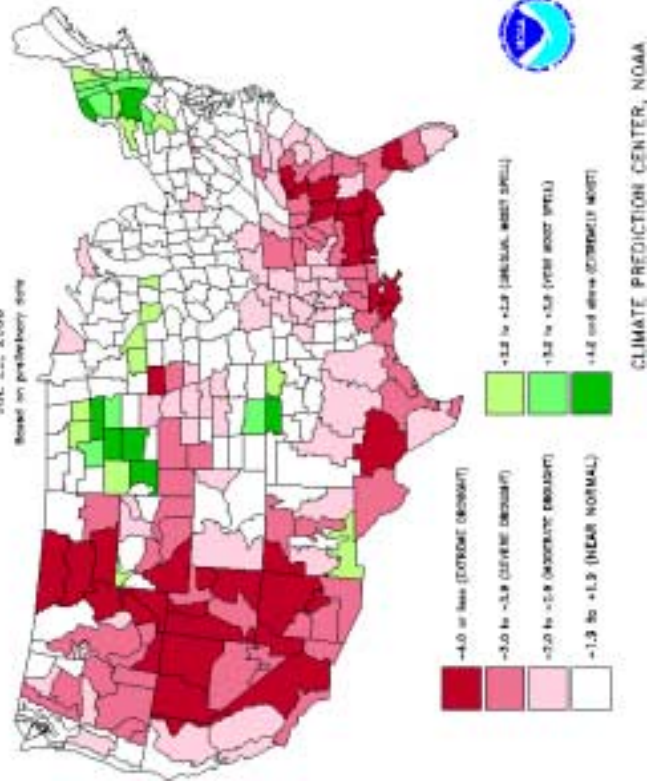 Based on preliminary data
-4.0 or less (EXTREME DROUGHT)
-3.0 to -3.9 (SEVERE DROUGHT)
-2.0 to -2.9 (MODERATE DROUGHT)
-1.9 to +1.9 (NEAR NORMAL)
+2.0 to +2.9 (UNUSUAL MOIST SPELL)
+3.0 to +3.9 (VERY MOIST SPELL)
+4.0 and above (EXTREMELY MOIST)
NOAA
CLIMATE PREDICTION CENTER, NOAA